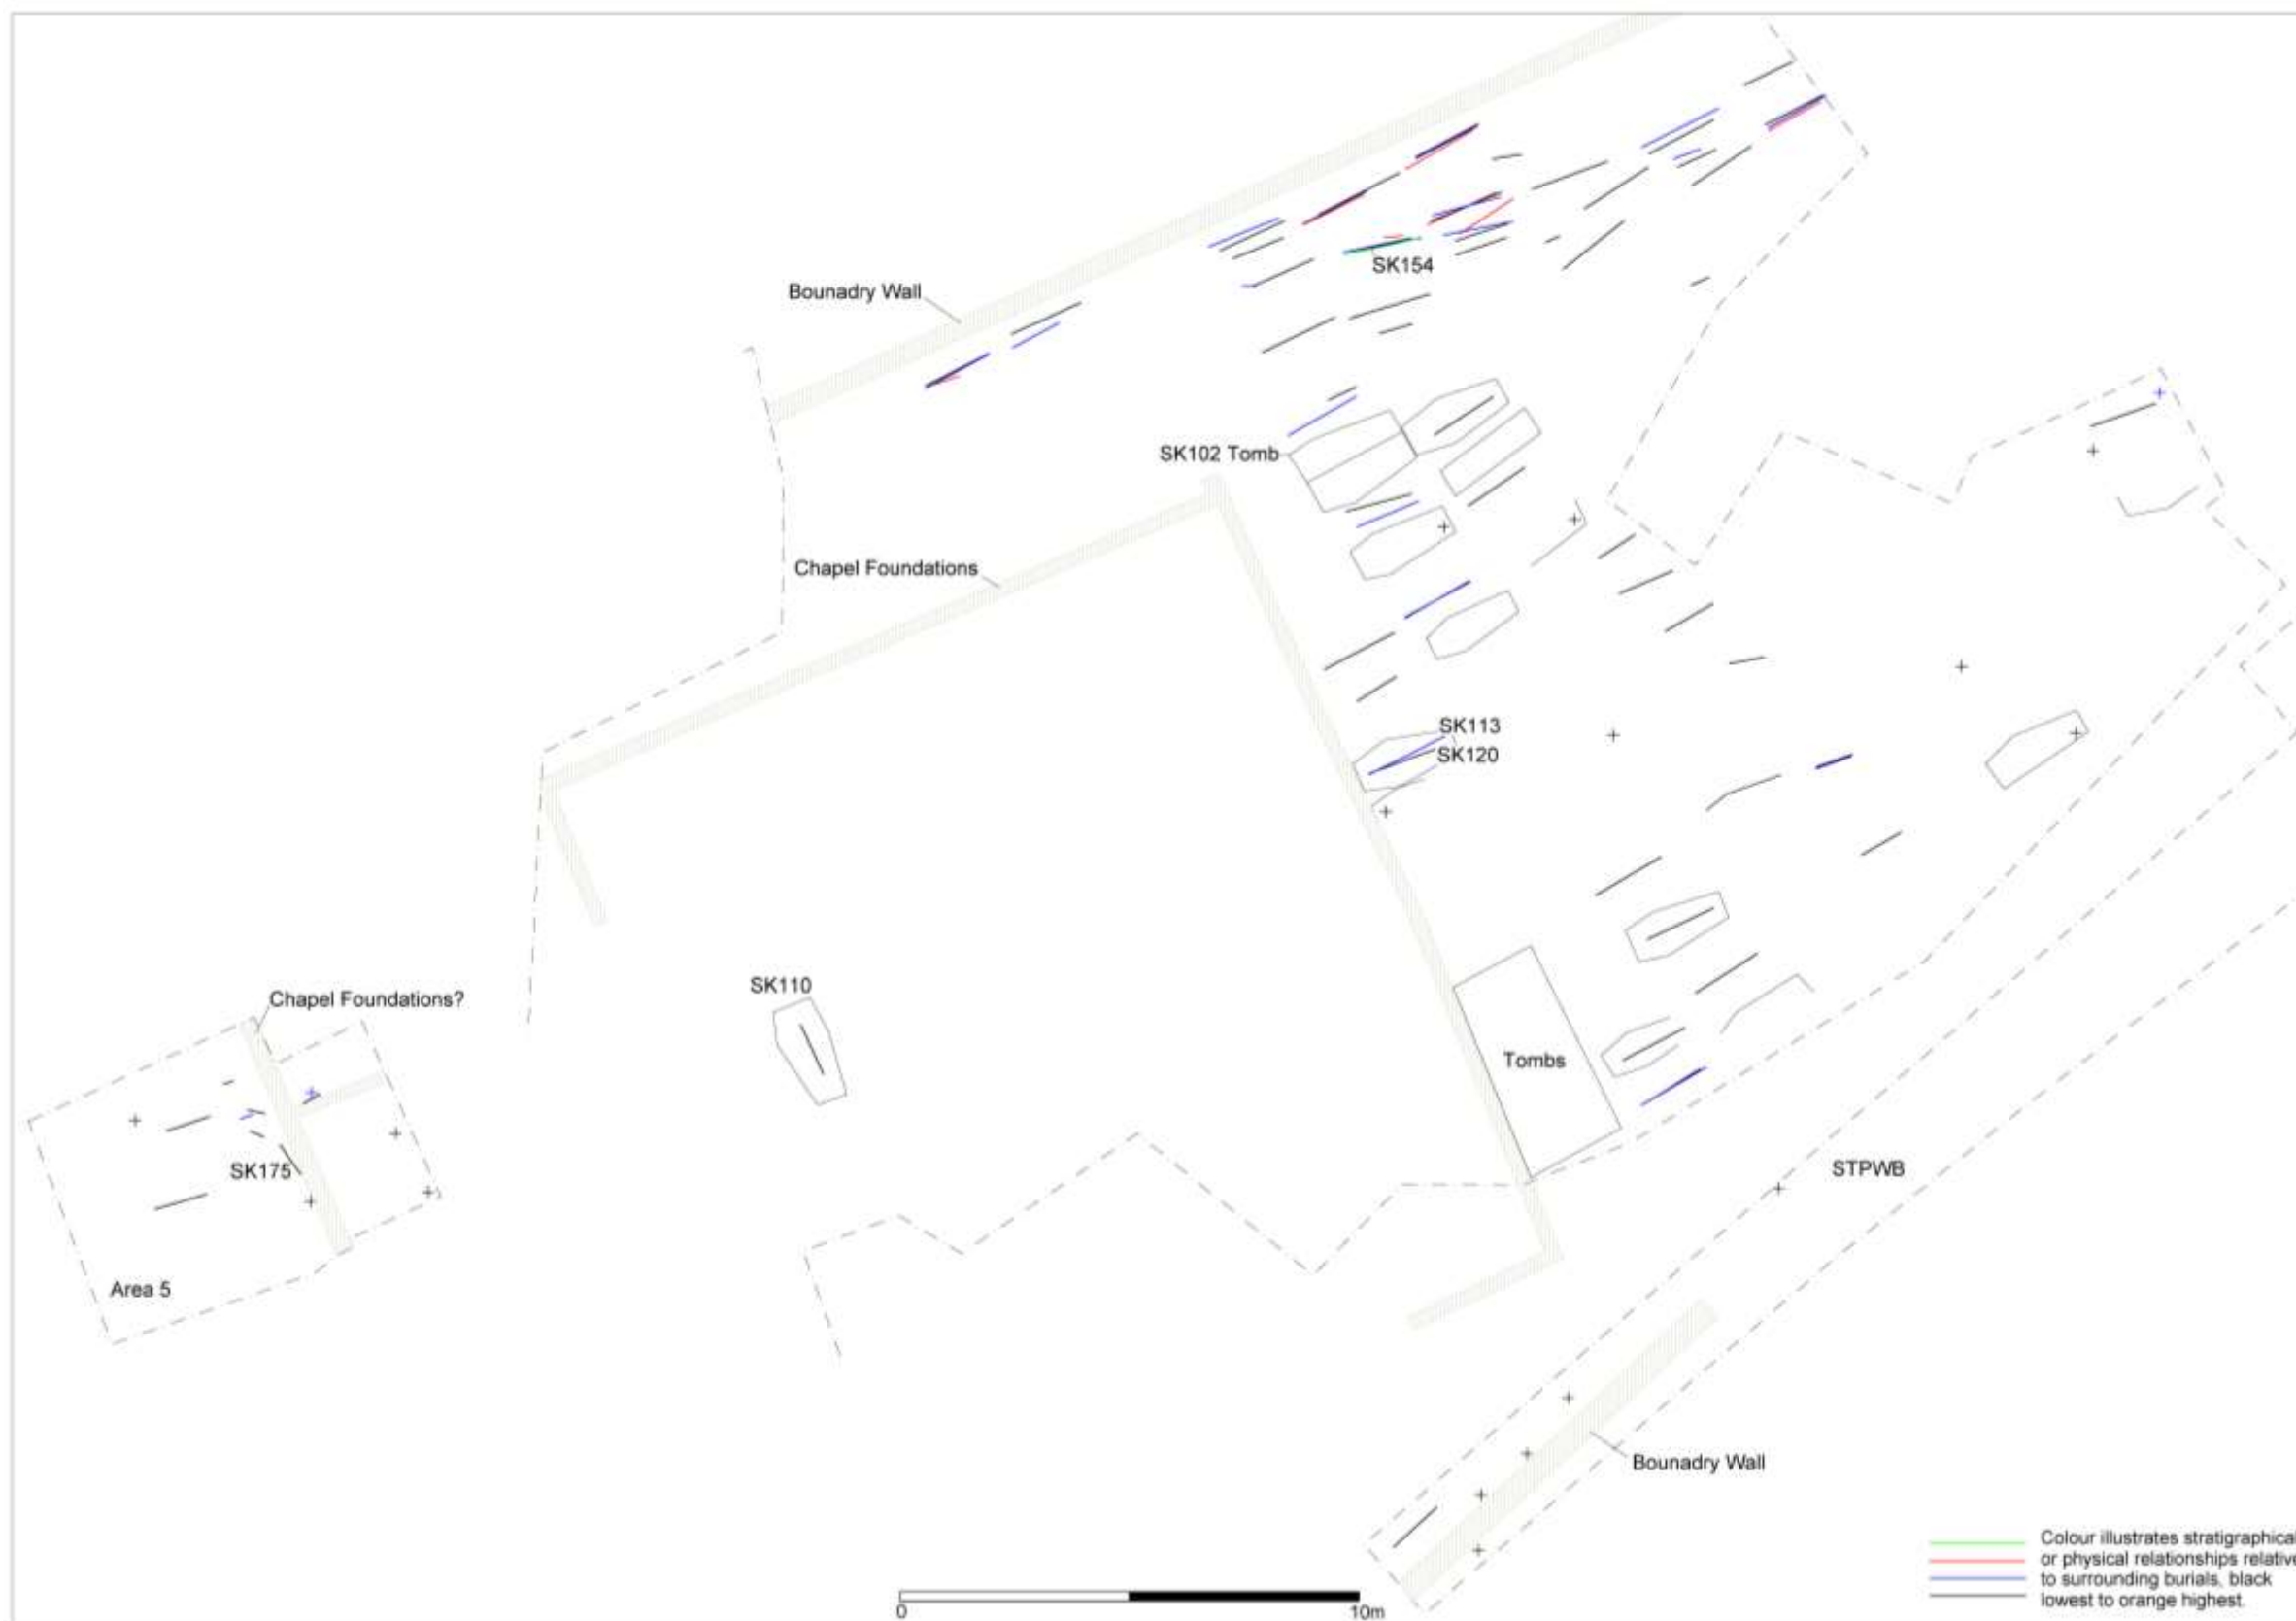 Bounadry Wall
SK154
SK102 Tomb
Chapel Foundations
SK113
SK120
SK110
Chapel Foundations?
Tombs
SK175
STPWB
Area 5
Bounadry Wall
0
10m
Colour illustrates stratigraphical
or physical relationships relative
to surrounding burials, black
lowest to orange highest.